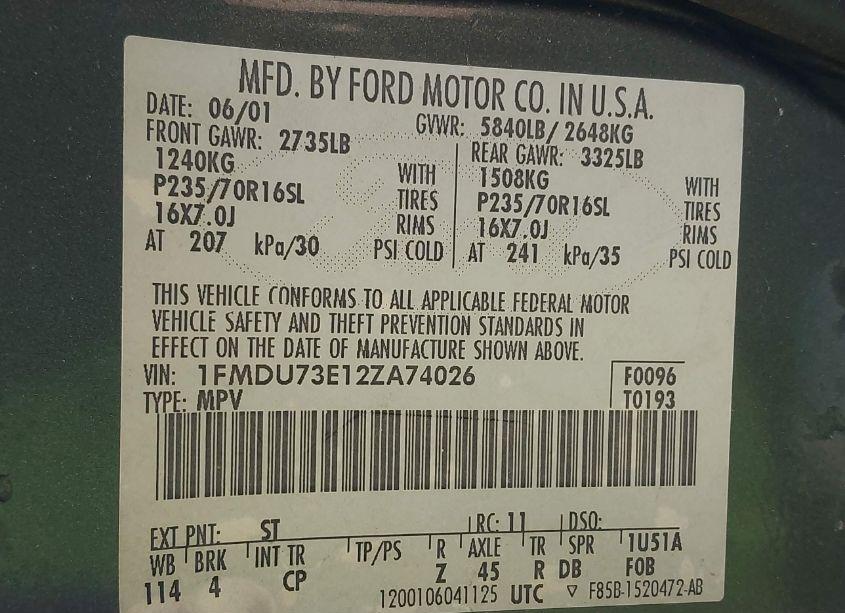 MFD. BY FORD MOTOR CO. IN U.S.A.
DATE: 06/01 GVWR: 5840LB/ 2648KG
FRONT GAWR: 2735LB REAR GAWR: 3325LB
1240KG WITH 1508KG WITH
P235/70R16SL TIRES P235/70R16SL TIRES
16X7.0J RIMS 16X7.0J RIMS
AT 207 kPa/30 PSI COLD AT 241 kPa/35 PSI COLD
THIS VEHICLE CONFORMS TO ALL APPLICABLE FEDERAL MOTOR
VEHICLE SAFETY AND THEFT PREVENTION STANDARDS IN
EFFECT ON THE DATE OF MANUFACTURE SHOWN ABOVE.
VIN: 1FMDU73E12ZA74026 F0096
TYPE: MPV T0193
EXT PNT: ST RC: 11 DSO:
WB BRK INT TR TP/PS R AXLE TR SPR 1U51A
114 4 CP Z 45 R DB FOB
1200106041125 UTC ▽ F85B-1520472-AB